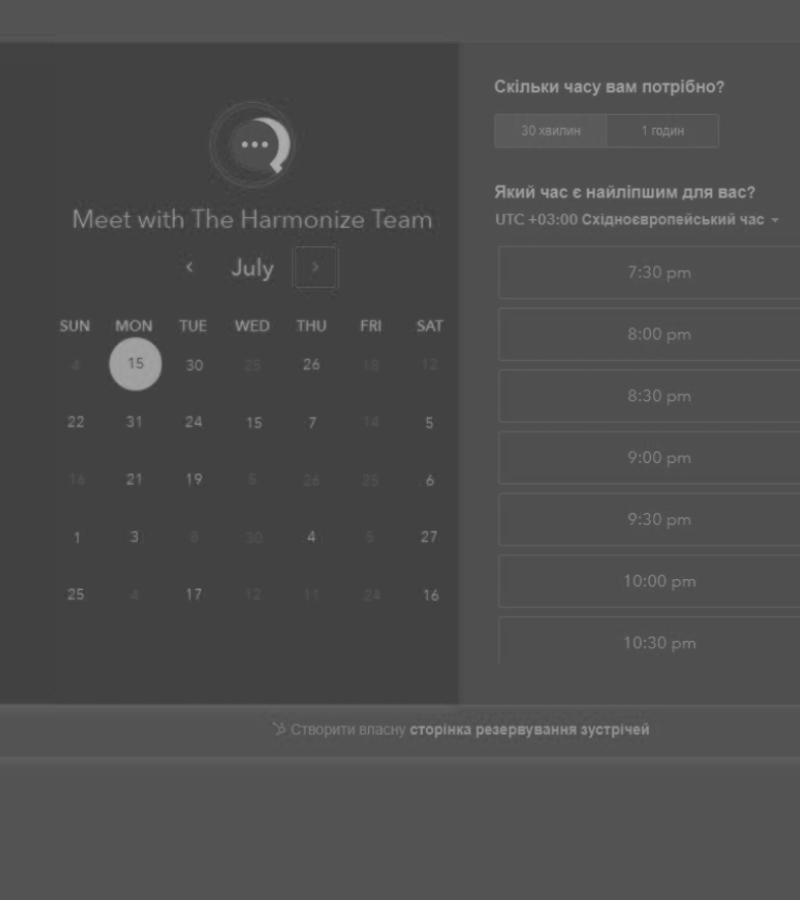 Meet with The Harmonize Team
July
SUN MON TUE WED THU FRI SAT
4 15 30 25 26 18 12
22 31 24 15 7 14 5
16 21 19 5 26 25 6
1 3 8 30 4 5 27
25 4 17 12 11 24 16
Скільки часу вам потрібно?
30 хвилин 1 годин
Який час є найліпшим для вас?
UTC +03:00 Східноєвропейський час
7:30 pm
8:00 pm
8:30 pm
9:00 pm
9:30 pm
10:00 pm
10:30 pm
Створити власну сторінка резервування зустрічей